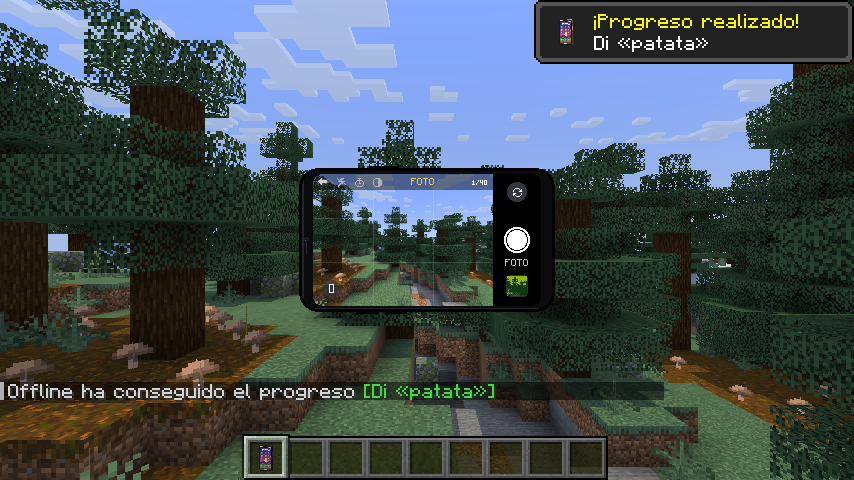 ¡Progreso realizado!
Di «patata»
FOTO
1/40
FOTO
Offline ha conseguido el progreso [Di «patata»]